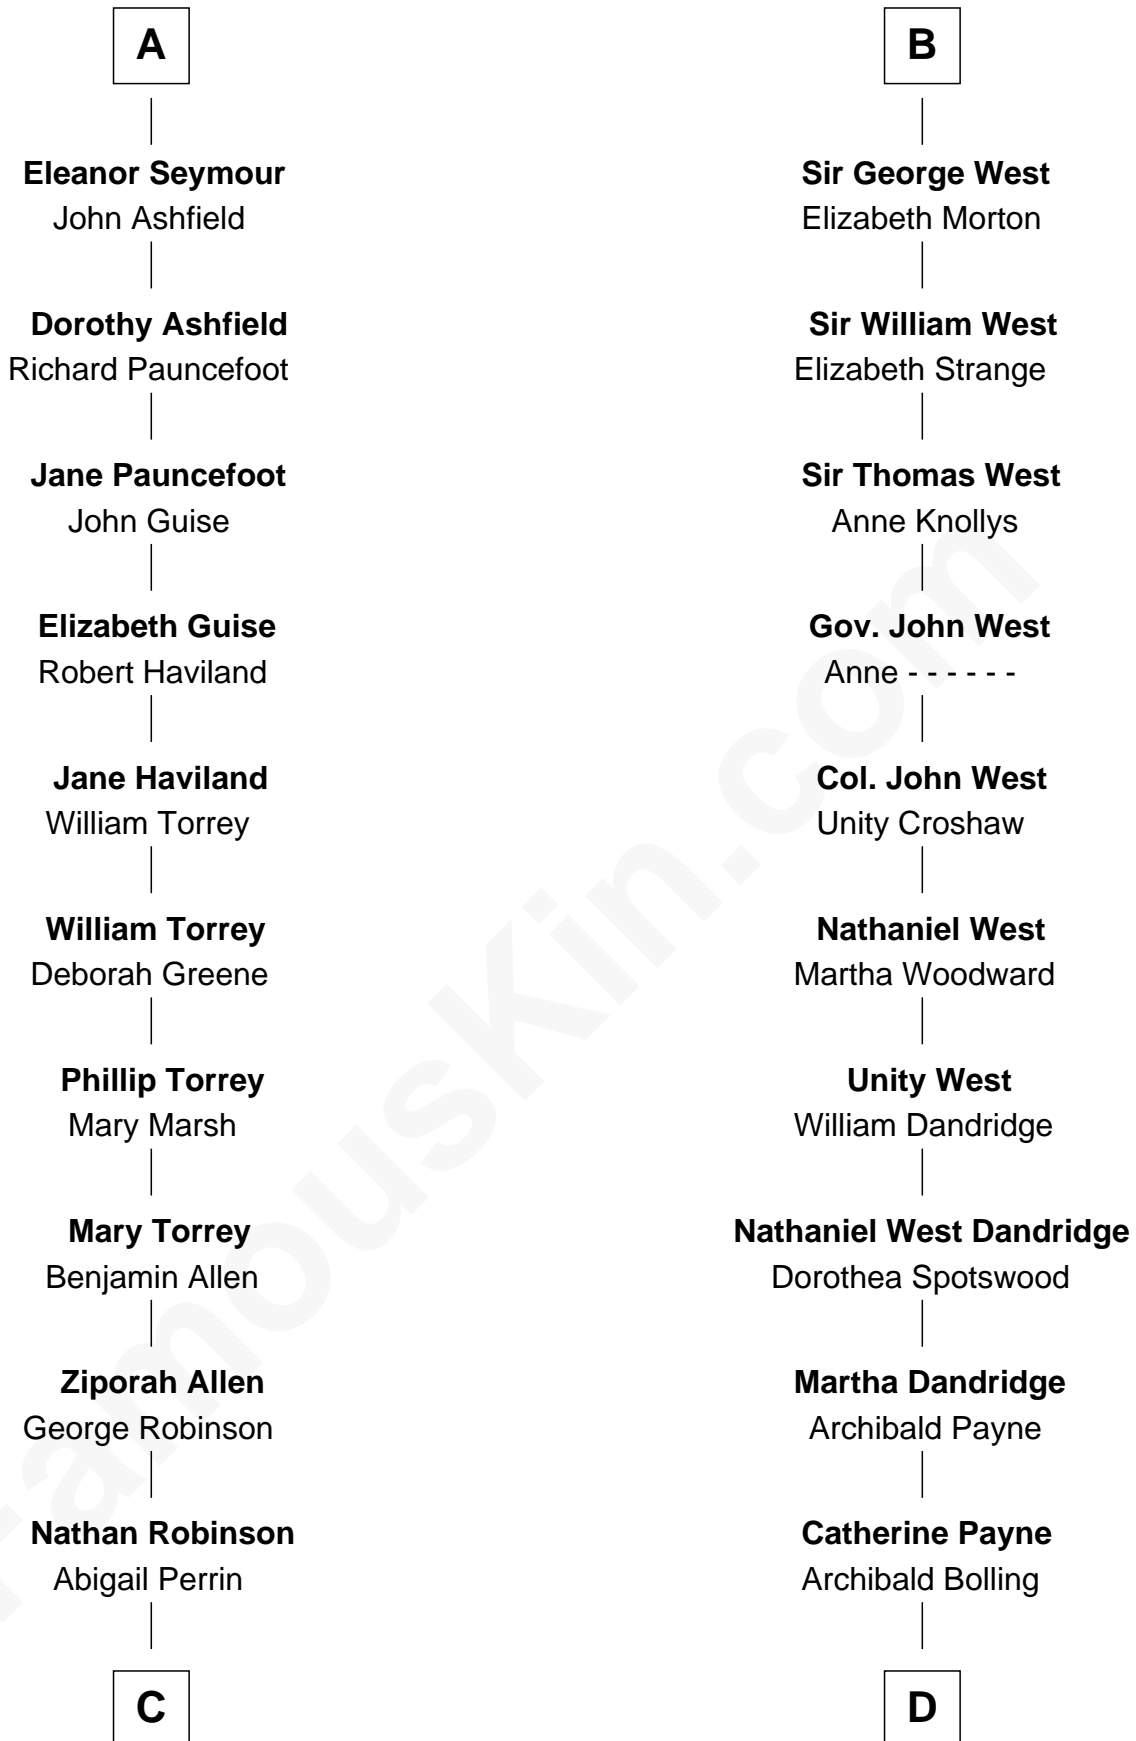 A
Eleanor Seymour
John Ashfield
Dorothy Ashfield
Richard Pauncefoot
Jane Pauncefoot
John Guise
Elizabeth Guise
Robert Haviland
Jane Haviland
William Torrey
William Torrey
Deborah Greene
Phillip Torrey
Mary Marsh
Mary Torrey
Benjamin Allen
Ziporah Allen
George Robinson
Nathan Robinson
Abigail Perrin
C
B
Sir George West
Elizabeth Morton
Sir William West
Elizabeth Strange
Sir Thomas West
Anne Knollys
Gov. John West
Anne - - - - - -
Col. John West
Unity Croshaw
Nathaniel West
Martha Woodward
Unity West
William Dandridge
Nathaniel West Dandridge
Dorothea Spotswood
Martha Dandridge
Archibald Payne
Catherine Payne
Archibald Bolling
D
FamousKin.com